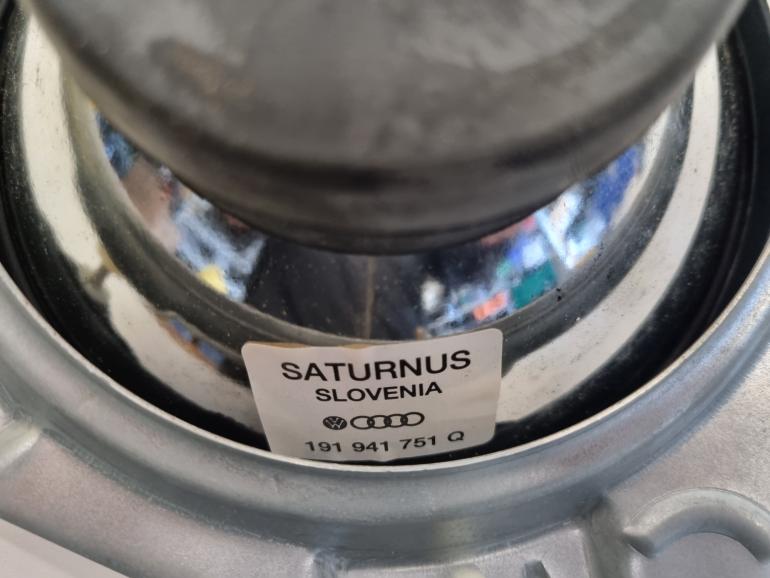 SATURNUS
SLOVENIA
191 941 751 Q